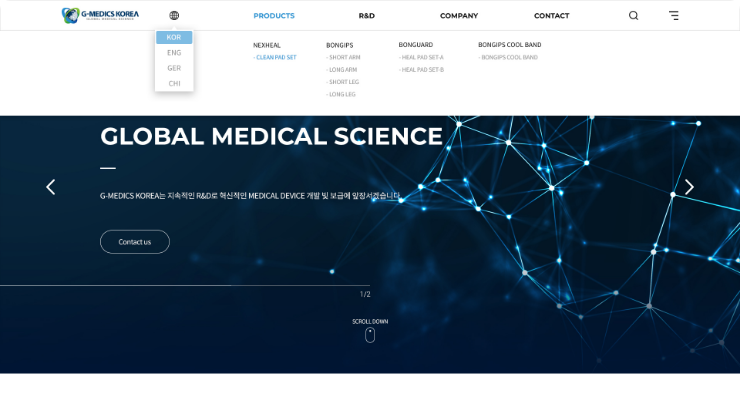 G-MEDICS KOREA
GLOBAL MEDICAL SCIENCE
PRODUCTS
R&D
COMPANY
CONTACT
KOR
ENG
GER
CHI
NEXHEAL
- CLEAN PAD SET
BONGIPS
- SHORT ARM
- LONG ARM
- SHORT LEG
- LONG LEG
BONGUARD
- HEAL PAD SET-A
- HEAL PAD SET-B
BONGIPS COOL BAND
- BONGIPS COOL BAND
GLOBAL MEDICAL SCIENCE
G-MEDICS KOREA는 지속적인 R&D로 혁신적인 MEDICAL DEVICE 개발 및 보급에 앞장서겠습니다.
Contact us
1/2
SCROLL DOWN